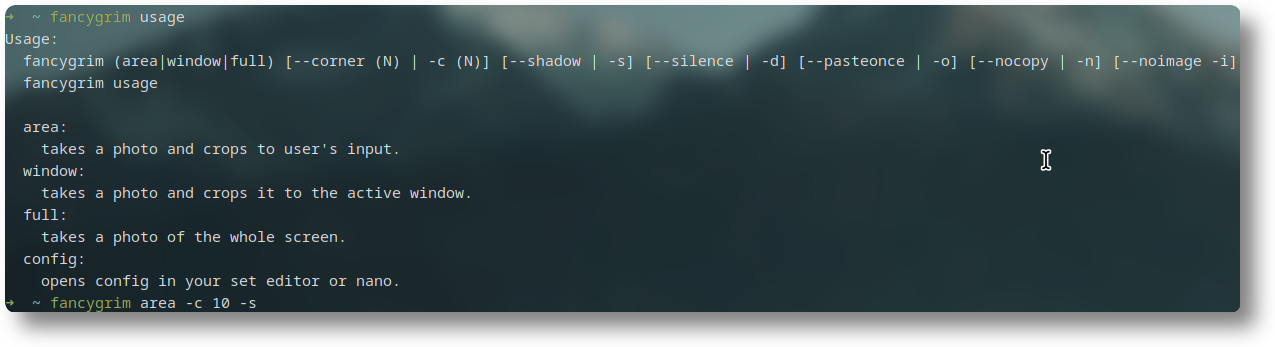 ➜  ~ fancygrim usage
Usage:
  fancygrim (area|window|full) [--corner (N) | -c (N)] [--shadow | -s] [--silence | -d] [--pasteonce | -o] [--nocopy | -n] [--noimage -i]
  fancygrim usage

  area:
    takes a photo and crops to user's input.
  window:
    takes a photo and crops it to the active window.
  full:
    takes a photo of the whole screen.
  config:
    opens config in your set editor or nano.
➜  ~ fancygrim area -c 10 -s